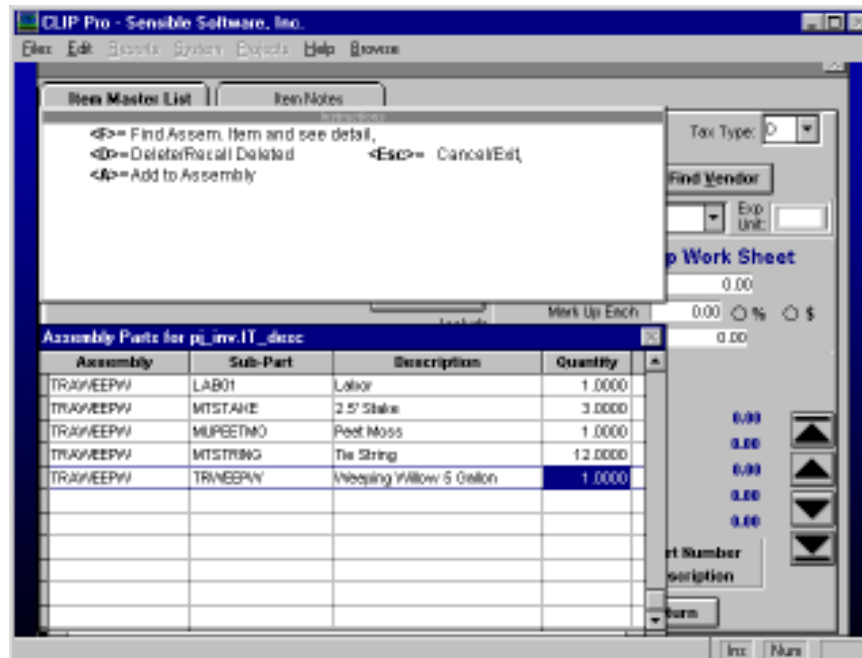 CLIP Pro - Sensible Software, Inc.
Files Edit Reports System Projects Help Browse
Item Master List Item Notes
Instructions
<F>= Find Assem. Item and see detail,
<D>=Delete/Recall Deleted <Esc>= Cancel/Exit,
<A>=Add to Assembly
Tax Type: D
Find Vendor
Exp
Unit:
p Work Sheet
0.00
Mark Up Each 0.00 % $
0.00
Include
Assembly Parts for pj_inv.IT_desc
Assembly Sub-Part Description Quantity
TRAWEEPW LAB01 Labor 1.0000
TRAWEEPW MTSTAKE 2.5' Stake 3.0000
TRAWEEPW MUPEETMO Peet Moss 1.0000
TRAWEEPW MTSTRING Tie String 12.0000
TRAWEEPW TRWEEPW Weeping Willow 5 Gallon 1.0000
0.00
0.00
0.00
0.00
0.00
rt Number
scription
turn
Ins Num